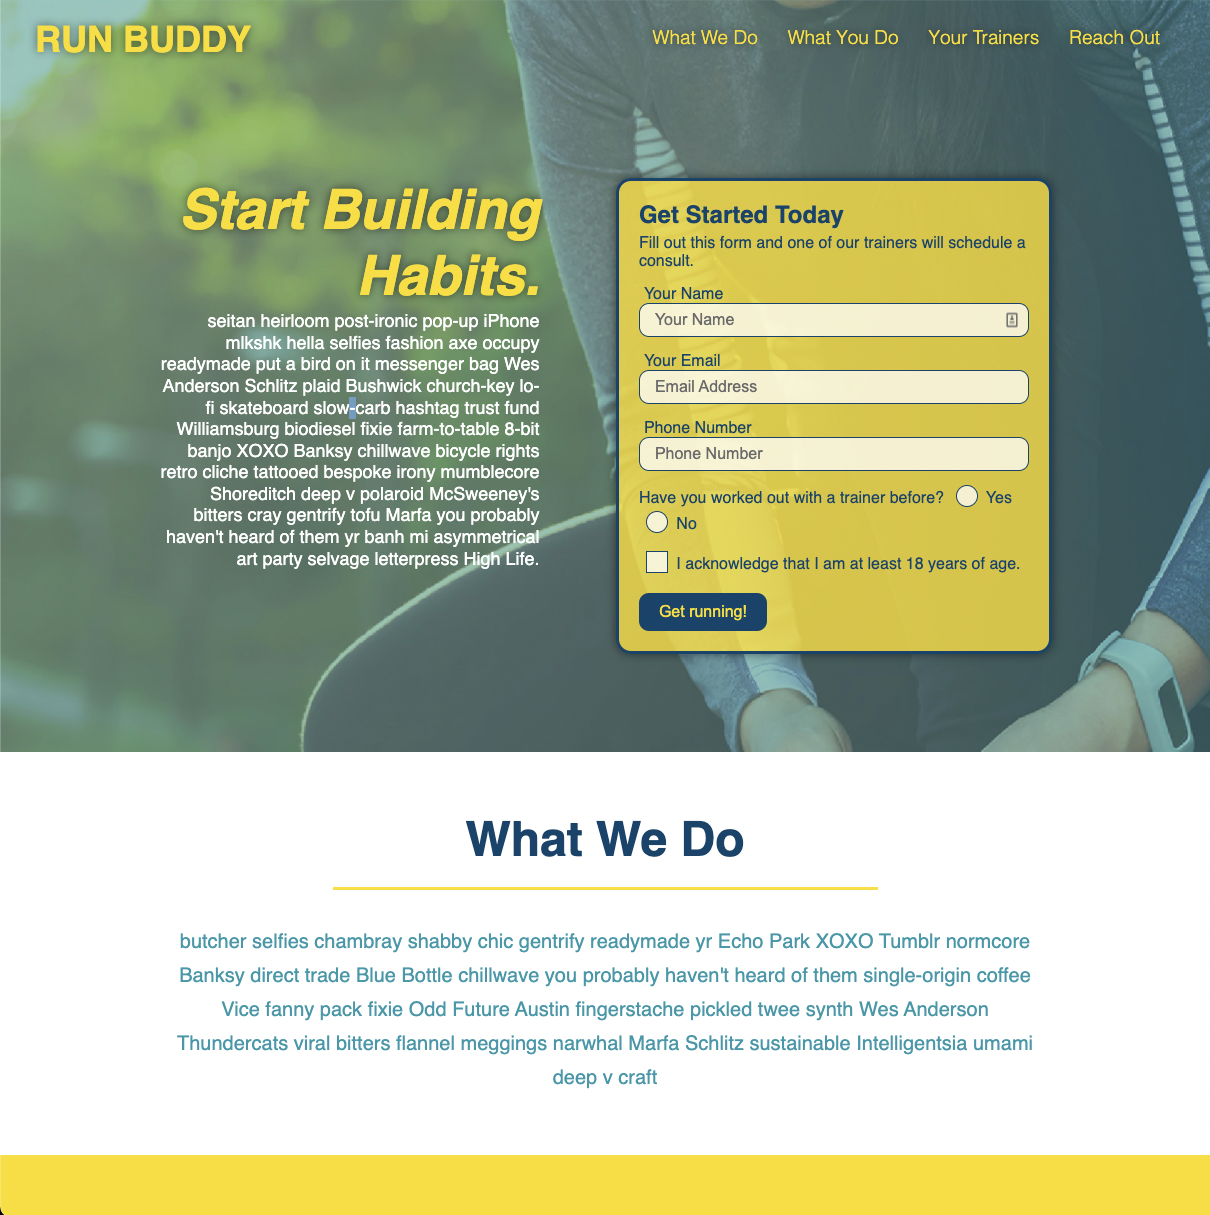 RUN BUDDY
What We Do
What You Do
Your Trainers
Reach Out
Start Building
Habits.
seitan heirloom post-ironic pop-up iPhone
mlkshk hella selfies fashion axe occupy
readymade put a bird on it messenger bag Wes
Anderson Schlitz plaid Bushwick church-key lo-
fi skateboard slow-carb hashtag trust fund
Williamsburg biodiesel fixie farm-to-table 8-bit
banjo XOXO Banksy chillwave bicycle rights
retro cliche tattooed bespoke irony mumblecore
Shoreditch deep v polaroid McSweeney's
bitters cray gentrify tofu Marfa you probably
haven't heard of them yr banh mi asymmetrical
art party selvage letterpress High Life.
Get Started Today
Fill out this form and one of our trainers will schedule a
consult.
Your Name
Your Name
Your Email
Email Address
Phone Number
Phone Number
Have you worked out with a trainer before? Yes
No
I acknowledge that I am at least 18 years of age.
Get running!
What We Do
butcher selfies chambray shabby chic gentrify readymade yr Echo Park XOXO Tumblr normcore
Banksy direct trade Blue Bottle chillwave you probably haven't heard of them single-origin coffee
Vice fanny pack fixie Odd Future Austin fingerstache pickled twee synth Wes Anderson
Thundercats viral bitters flannel meggings narwhal Marfa Schlitz sustainable Intelligentsia umami
deep v craft